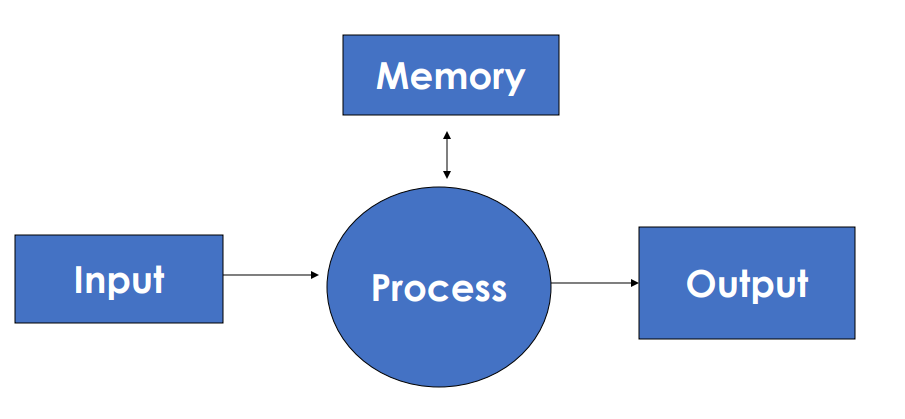 Memory
Input
Process
Output